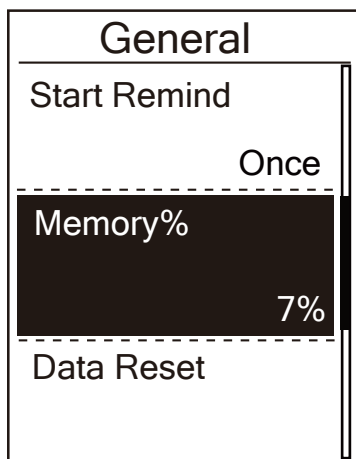 General
Start Remind
Once
Memory%
7%
Data Reset